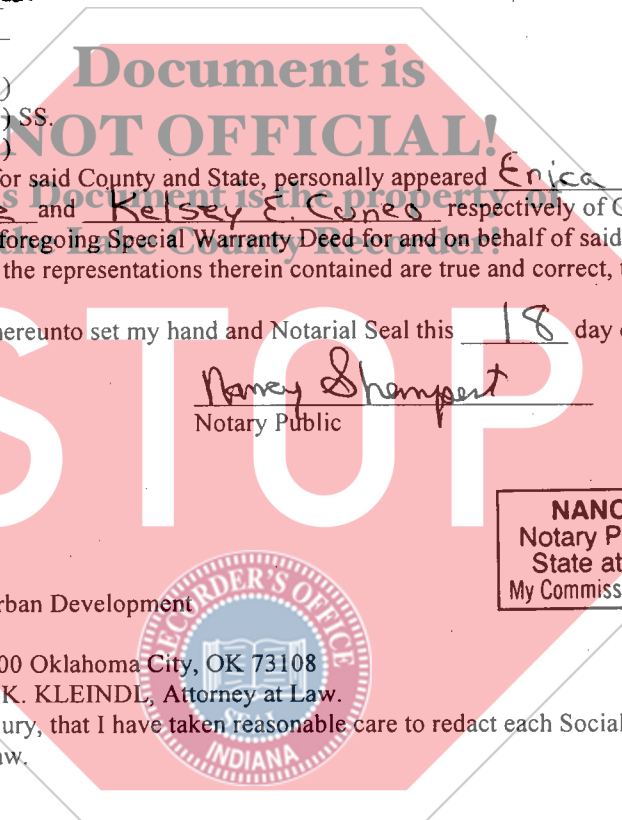 Document is
) SS.
NOT OFFICIAL!
)
for said County and State, personally appeared Erica
This Document is the property of
and Kelsey E. Cuneo respectively of
foregoing Special Warranty Deed for and on behalf of said
the Lake County Recorder!
the representations therein contained are true and correct,
hereunto set my hand and Notarial Seal this 18 day
STOP
Nancy Shempert
Notary Public
NANC
Notary P
State at
My Commiss
rban Development
RECORDER'S OFFICE
00 Oklahoma City, OK 73108
K. KLEINDL, Attorney at Law.
ury, that I have taken reasonable care to redact each Social
aw.
INDIANA